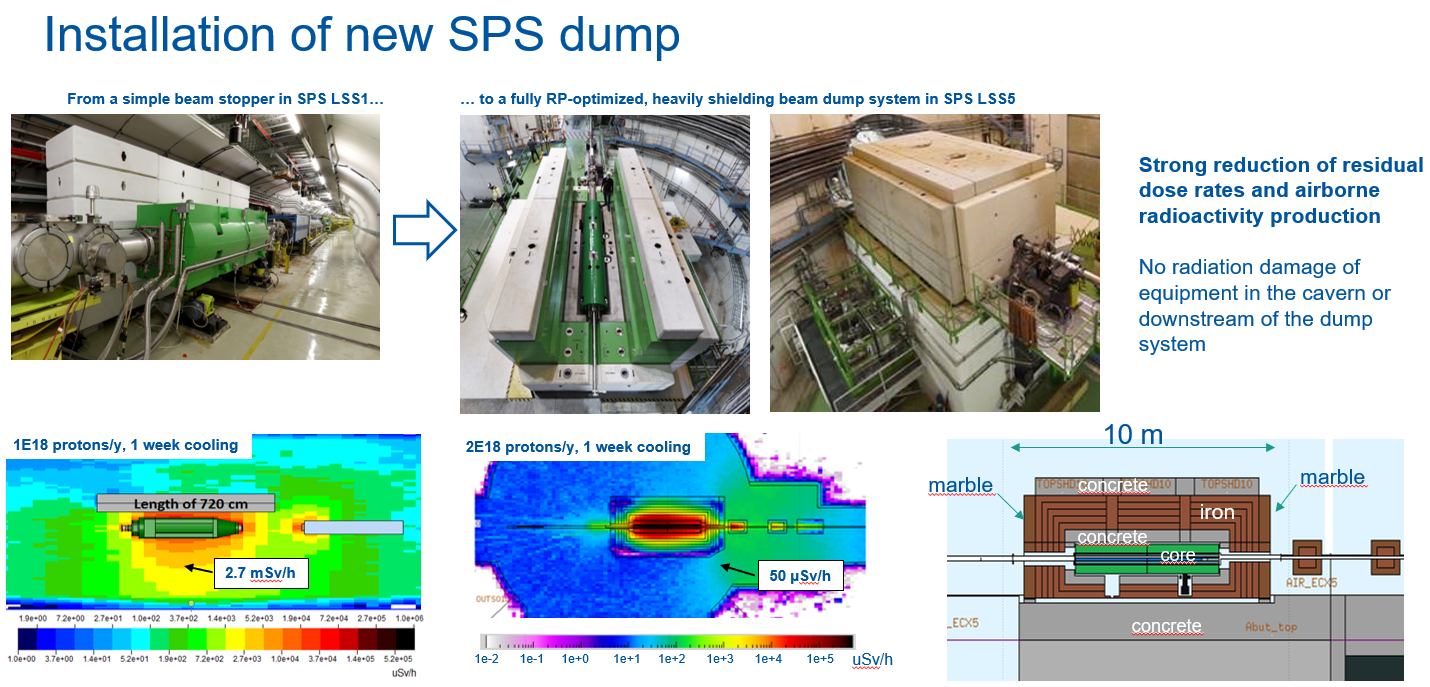 Installation of new SPS dump
From a simple beam stopper in SPS LSS1…
… to a fully RP-optimized, heavily shielding beam dump system in SPS LSS5
Strong reduction of residual
dose rates and airborne
radioactivity production
No radiation damage of
equipment in the cavern or
downstream of the dump
system
1E18 protons/y, 1 week cooling
Length of 720 cm
2.7 mSv/h
1.9e+00 7.2e+00 2.7e+01 1.0e+02 3.7e+02 1.4e+03 5.2e+03 1.9e+04 7.2e+04 2.7e+05 1.0e+06
1.0e+00 3.7e+00 1.4e+01 5.2e+01 1.9e+02 7.2e+02 2.7e+03 1.0e+04 3.7e+04 1.4e+05 5.2e+05
uSv/h
2E18 protons/y, 1 week cooling
50 µSv/h
1e-2 1e-1 1e+0 1e+1 1e+2 1e+3 1e+4 1e+5 uSv/h
10 m
marble
marble
TOPSHD
concrete
HD10
TOPSHD10
iron
concrete
core
AIR_ECX5
_ECX5
concrete
Abut_top